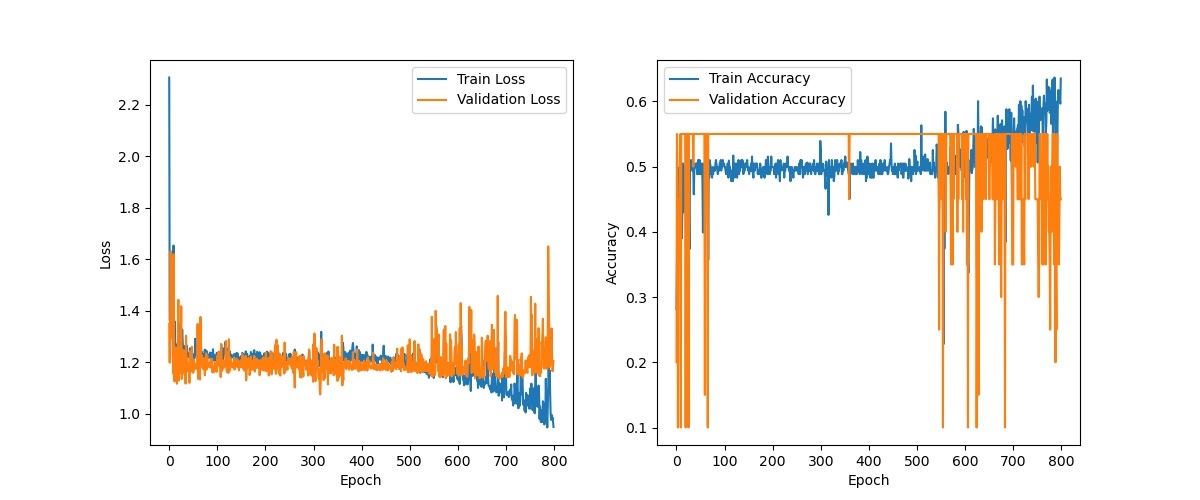 Train Loss
Validation Loss
2.2
2.0
1.8
1.6
1.4
1.2
1.0
Loss
0 100 200 300 400 500 600 700 800
Epoch
Train Accuracy
Validation Accuracy
0.6
0.5
0.4
0.3
0.2
0.1
Accuracy
0 100 200 300 400 500 600 700 800
Epoch